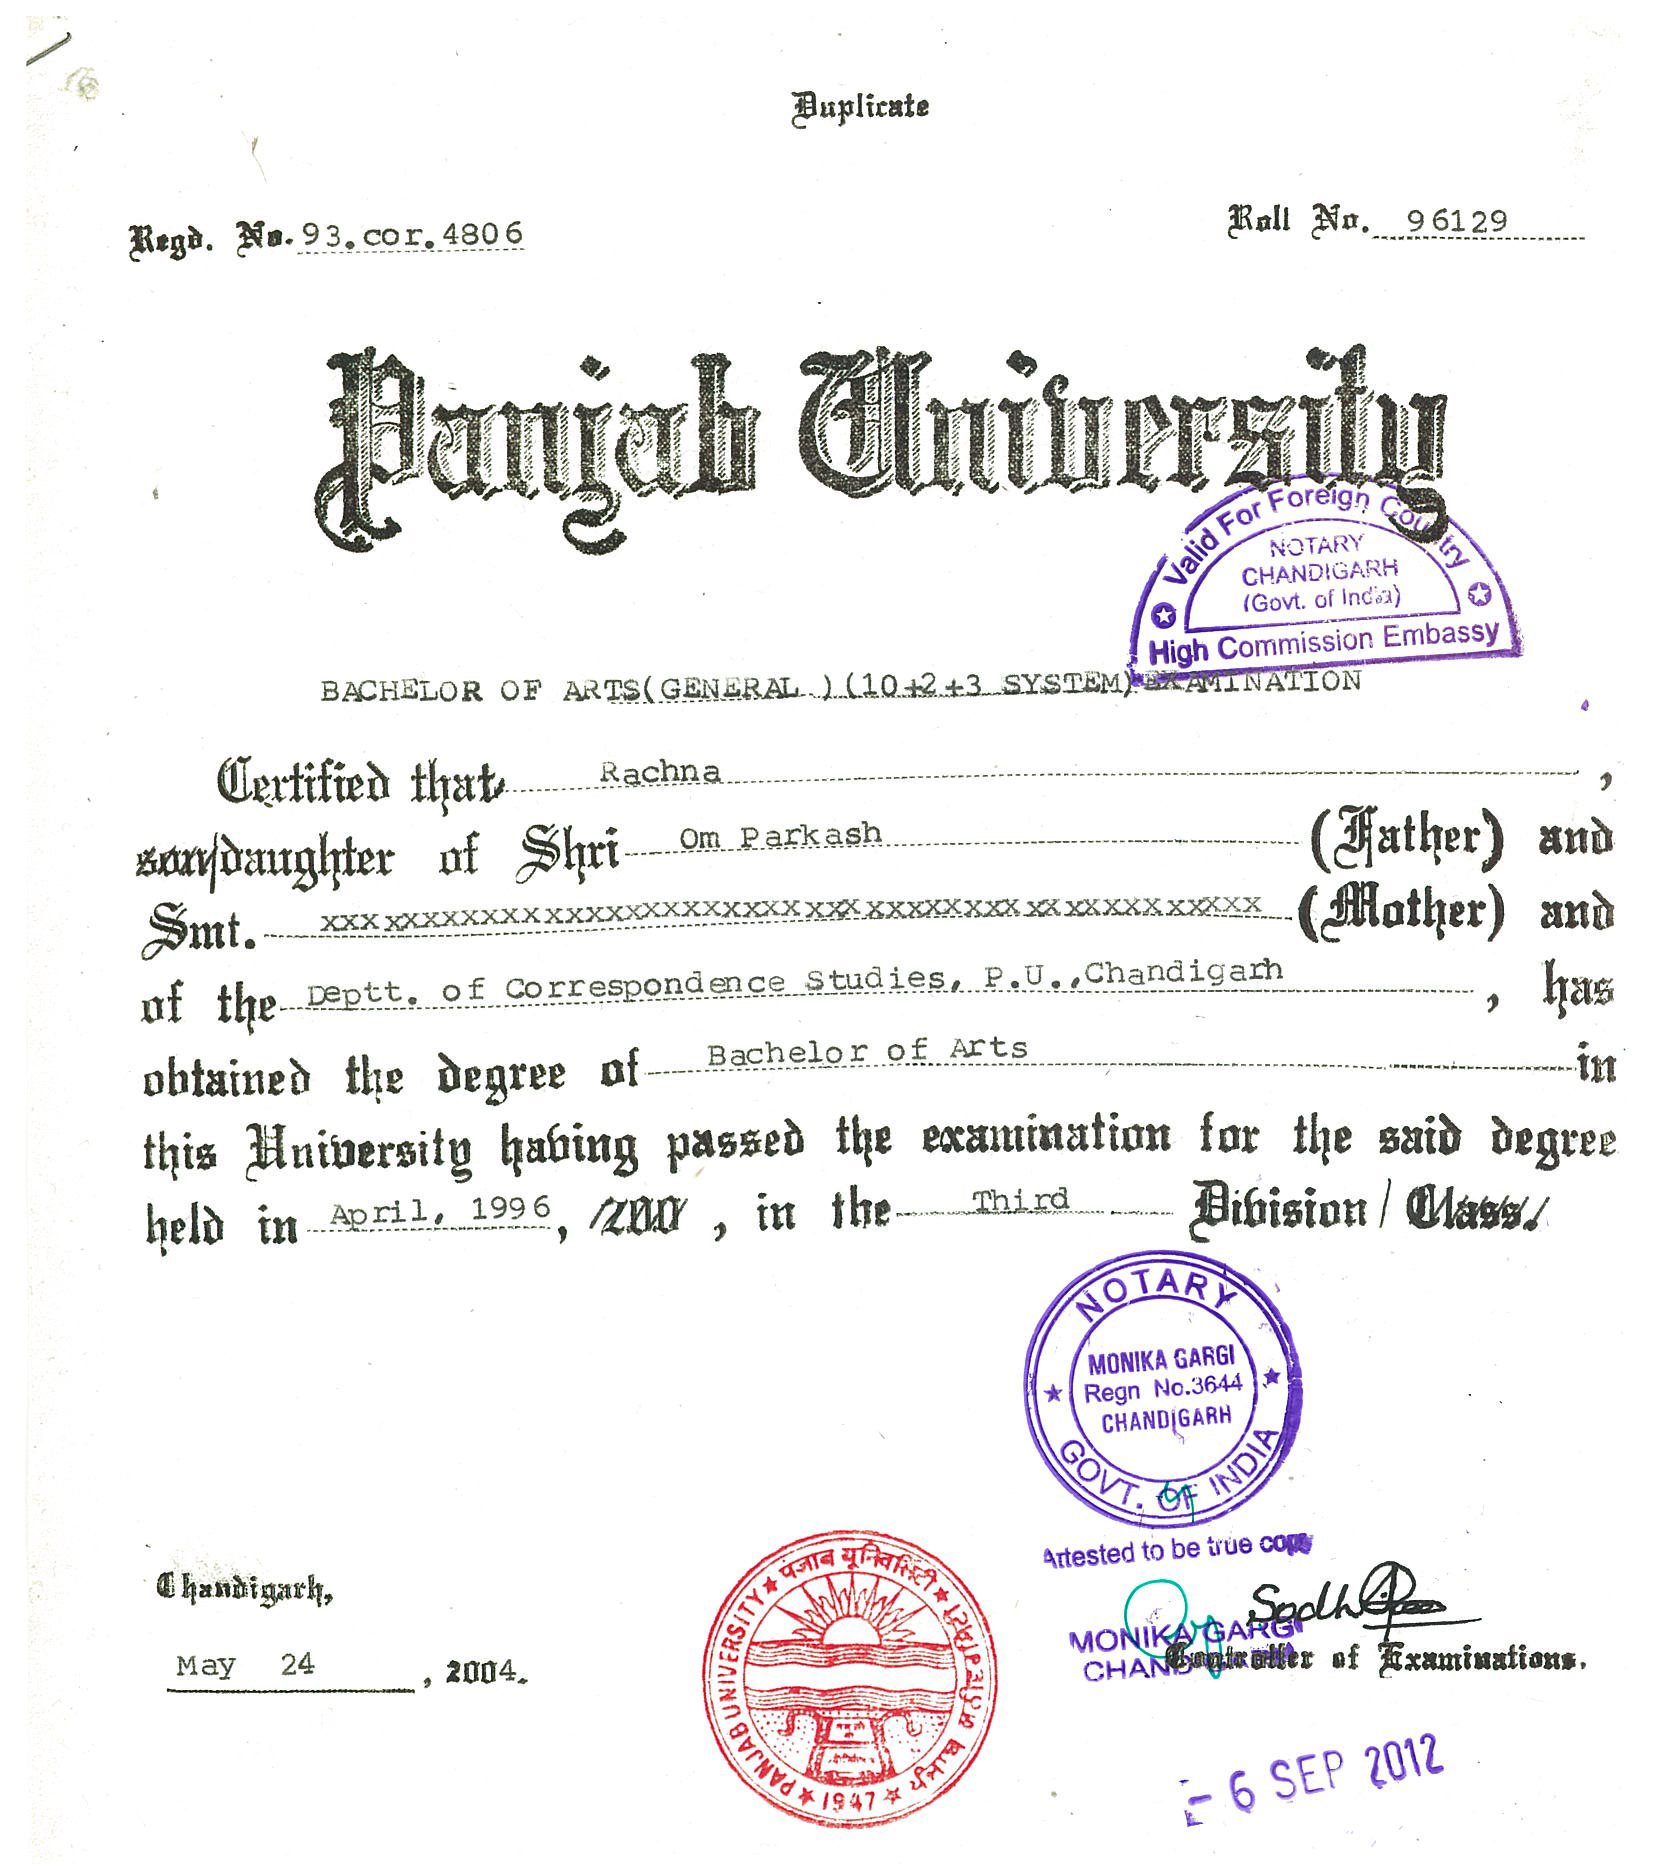 Duplicate
Regd. No. 93.cor.4806
Roll No. 96129
Panjab University
Valid For Foreign Country
NOTARY
CHANDIGARH
(Govt. of India)
High Commission Embassy
BACHELOR OF ARTS(GENERAL )(10+2+3 SYSTEM) EXAMINATION
Certified that Rachna ,
son/daughter of Shri Om Parkash (Father) and
Smt. xxxxxxxxxxxxxxxxxxxxxxxxxxxxxxxxxxxxxxxxxxxxx (Mother) and
of the Deptt. of Correspondence Studies, P.U.,Chandigarh , has
obtained the degree of Bachelor of Arts in
this University having passed the examination for the said degree
held in April, 1996, /200 , in the Third Division/Class.
NOTARY
MONIKA GARGI
Regn No.3644
CHANDIGARH
GOVT. OF INDIA
Attested to be true copy
MONIKA GARGI
Controller of Examinations.
Chandigarh,
May 24 , 2004.
PANJAB UNIVERSITY
पंजाब यूनिवर्सिटी
1947
6 SEP 2012